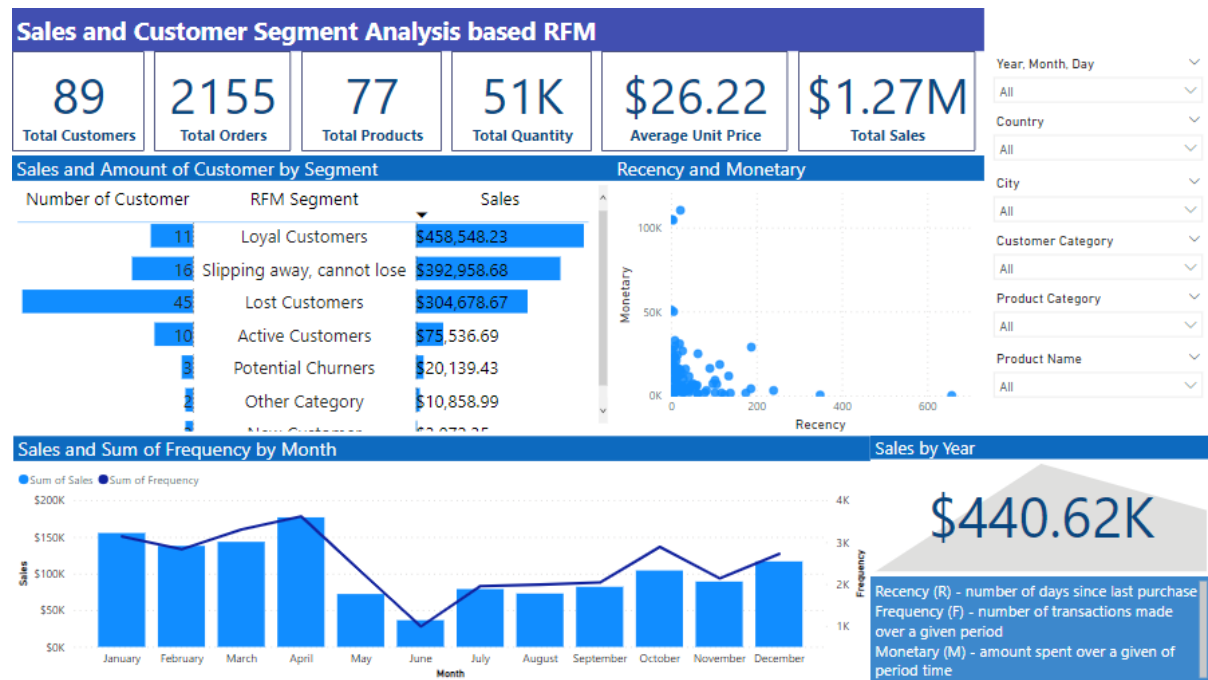 Sales and Customer Segment Analysis based RFM
89
Total Customers
2155
Total Orders
77
Total Products
51K
Total Quantity
$26.22
Average Unit Price
$1.27M
Total Sales
Year, Month, Day
All
Country
All
City
All
Customer Category
All
Product Category
All
Product Name
All
Sales and Amount of Customer by Segment
Number of Customer RFM Segment Sales
11 Loyal Customers $458,548.23
16 Slipping away, cannot lose $392,958.68
45 Lost Customers $304,678.67
10 Active Customers $75,536.69
3 Potential Churners $20,139.43
2 Other Category $10,858.99
Recency and Monetary
Monetary
100K
50K
0K
0 200 400 600
Recency
Sales and Sum of Frequency by Month
Sum of Sales Sum of Frequency
Sales
$200K
$150K
$100K
$50K
$0K
4K
3K
2K
1K
Frequency
January February March April May June July August September October November December
Month
Sales by Year
$440.62K
Recency (R) - number of days since last purchase
Frequency (F) - number of transactions made
over a given period
Monetary (M) - amount spent over a given of
period time